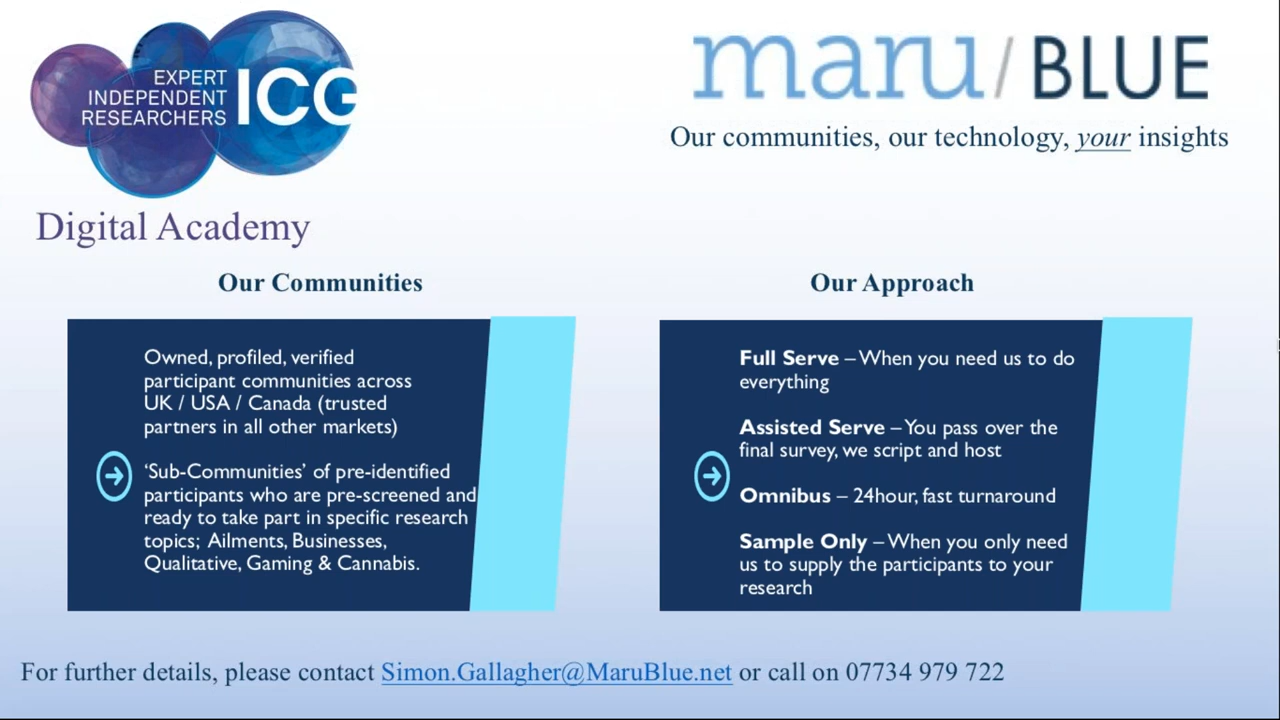 EXPERT
INDEPENDENT
RESEARCHERS
ICG
maru/BLUE
Our communities, our technology, your insights
Digital Academy
Our Communities
Owned, profiled, verified
participant communities across
UK / USA / Canada (trusted
partners in all other markets)
‘Sub-Communities’ of pre-identified
participants who are pre-screened and
ready to take part in specific research
topics; Ailments, Businesses,
Qualitative, Gaming & Cannabis.
Our Approach
Full Serve – When you need us to do
everything
Assisted Serve – You pass over the
final survey, we script and host
Omnibus – 24hour, fast turnaround
Sample Only – When you only need
us to supply the participants to your
research
For further details, please contact Simon.Gallagher@MaruBlue.net or call on 07734 979 722